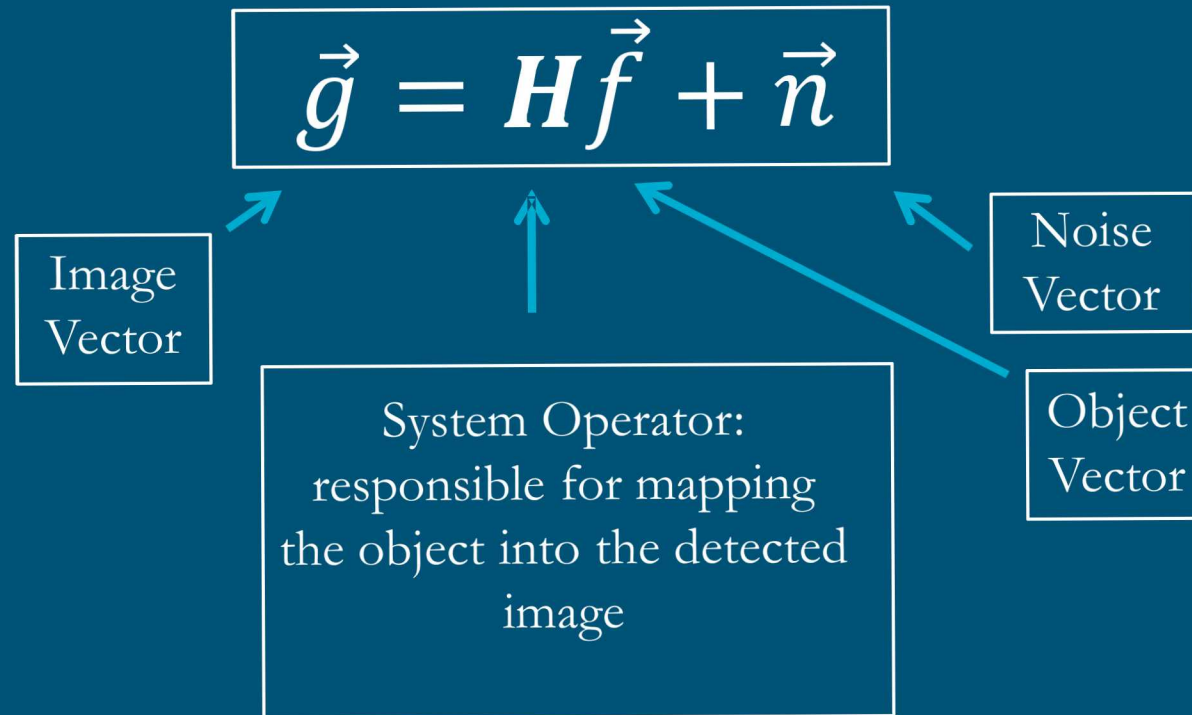 g⃗ = Hf⃗ + n⃗
Image
Vector
System Operator:
responsible for mapping
the object into the detected
image
Noise
Vector
Object
Vector